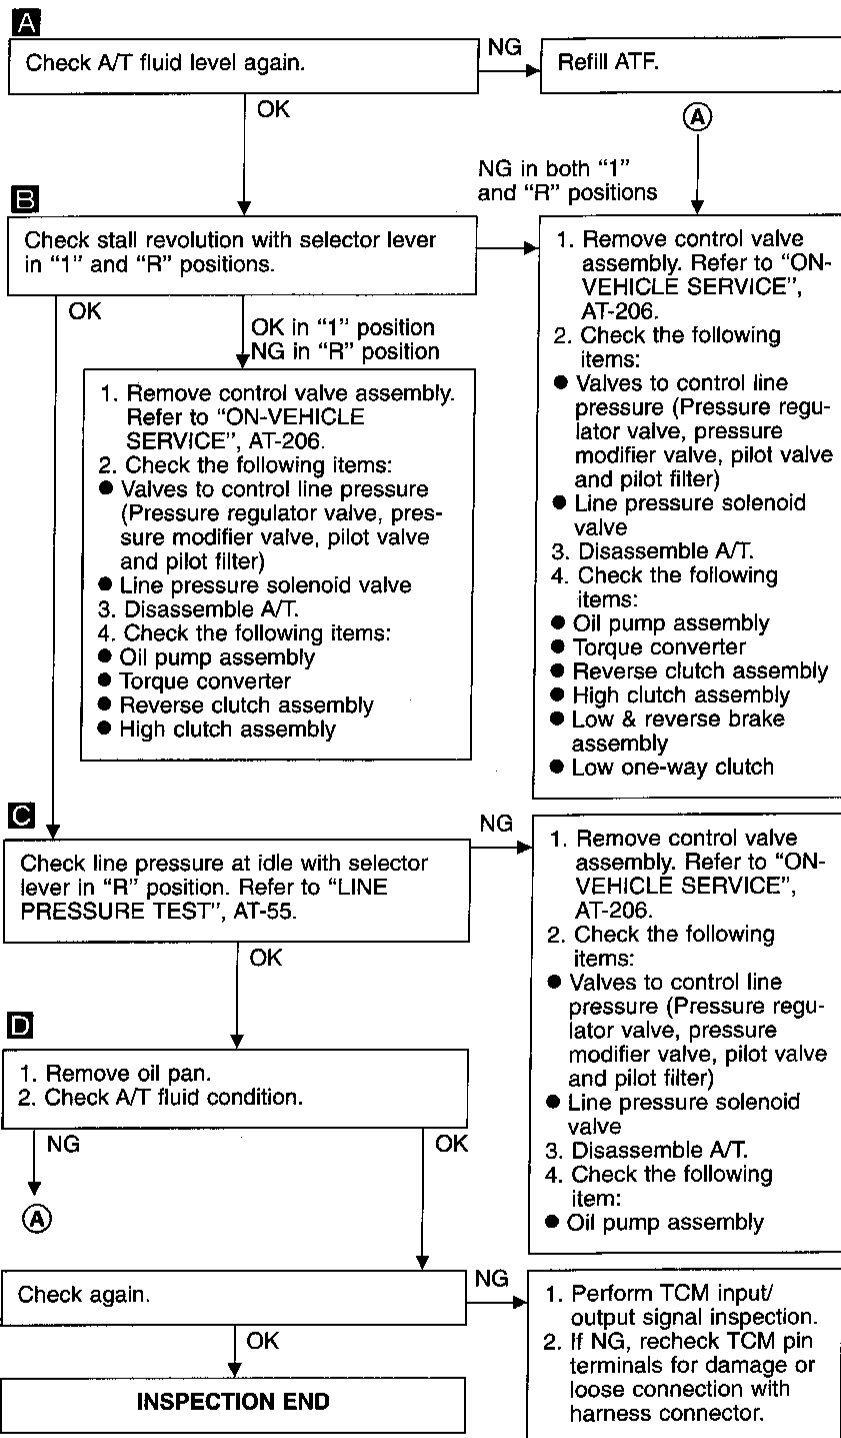 A
Check A/T fluid level again.
NG
Refill ATF.
OK
A
NG in both “1”
and “R” positions
B
Check stall revolution with selector lever
in “1” and “R” positions.
1. Remove control valve
assembly. Refer to “ON-
VEHICLE SERVICE”,
AT-206.
2. Check the following
items:
● Valves to control line
pressure (Pressure regu-
lator valve, pressure
modifier valve, pilot valve
and pilot filter)
● Line pressure solenoid
valve
3. Disassemble A/T.
4. Check the following
items:
● Oil pump assembly
● Torque converter
● Reverse clutch assembly
● High clutch assembly
● Low & reverse brake
assembly
● Low one-way clutch
OK
OK in “1” position
NG in “R” position
1. Remove control valve assembly.
Refer to “ON-VEHICLE
SERVICE”, AT-206.
2. Check the following items:
● Valves to control line pressure
(Pressure regulator valve, pres-
sure modifier valve, pilot valve
and pilot filter)
● Line pressure solenoid valve
3. Disassemble A/T.
4. Check the following items:
● Oil pump assembly
● Torque converter
● Reverse clutch assembly
● High clutch assembly
C
Check line pressure at idle with selector
lever in “R” position. Refer to “LINE
PRESSURE TEST”, AT-55.
NG
1. Remove control valve
assembly. Refer to “ON-
VEHICLE SERVICE”,
AT-206.
2. Check the following
items:
● Valves to control line
pressure (Pressure regu-
lator valve, pressure
modifier valve, pilot valve
and pilot filter)
● Line pressure solenoid
valve
3. Disassemble A/T.
4. Check the following
item:
● Oil pump assembly
OK
D
1. Remove oil pan.
2. Check A/T fluid condition.
NG
OK
A
Check again.
NG
1. Perform TCM input/
output signal inspection.
2. If NG, recheck TCM pin
terminals for damage or
loose connection with
harness connector.
OK
INSPECTION END